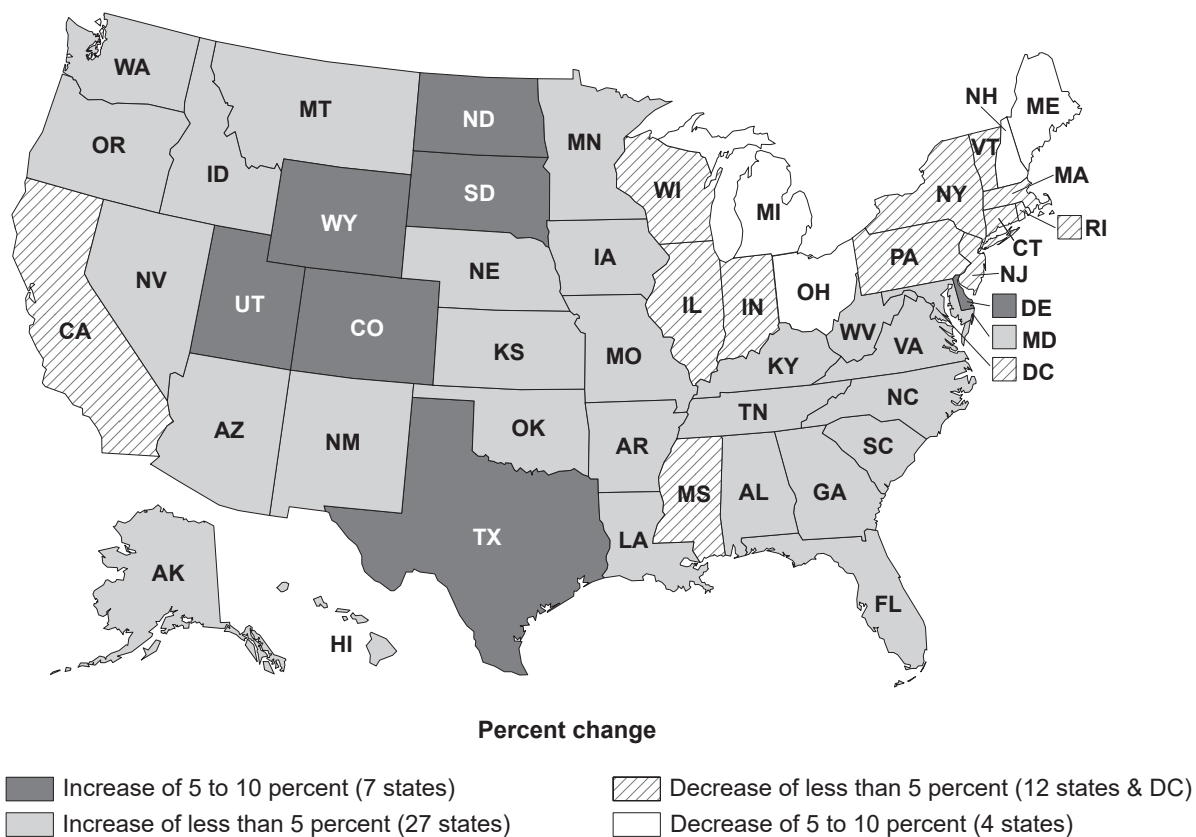 WA
MT
ND
MN
NH
ME
OR
ID
SD
WI
MI
VT
NY
MA
RI
WY
NE
IA
PA
CT
NJ
NV
UT
CO
IL
IN
OH
DE
CA
KS
MO
WV
VA
MD
KY
DC
AZ
NM
OK
TN
NC
AR
SC
MS
AL
GA
TX
LA
AK
FL
HI
Percent change
Increase of 5 to 10 percent (7 states)
Decrease of less than 5 percent (12 states & DC)
Increase of less than 5 percent (27 states)
Decrease of 5 to 10 percent (4 states)